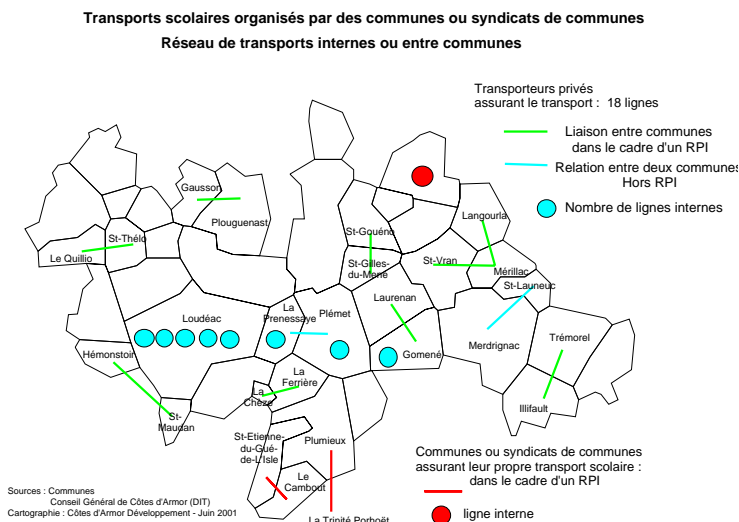 Transports scolaires organisés par des communes ou syndicats de communes
Réseau de transports internes ou entre communes
Transporteurs privés
assurant le transport : 18 lignes
Liaison entre communes
dans le cadre d'un RPI
Relation entre deux communes
Hors RPI
Nombre de lignes internes
Gausson
Plouguenast
St-Thélo
Le Quillio
St-Gouéno
St-Gilles-
du-Mené
Langourla
St-Vran
Mérillac
St-Launeuc
Laurenan
La
Prenessaye
Plémet
Loudéac
Gomené
Merdrignac
Trémorel
Hémonstoir
La
Ferrière
La
Chèze
Illifault
St-
Maudan
St-Etienne
du-Gué-
de-L'Isle
Plumieux
Le
Cambout
La Trinité Porhoët
Communes ou syndicats de communes
assurant leur propre transport scolaire :
dans le cadre d'un RPI
ligne interne
Sources : Communes
Conseil Général de Côtes d'Armor (DIT)
Cartographie : Côtes d'Armor Développement - Juin 2001